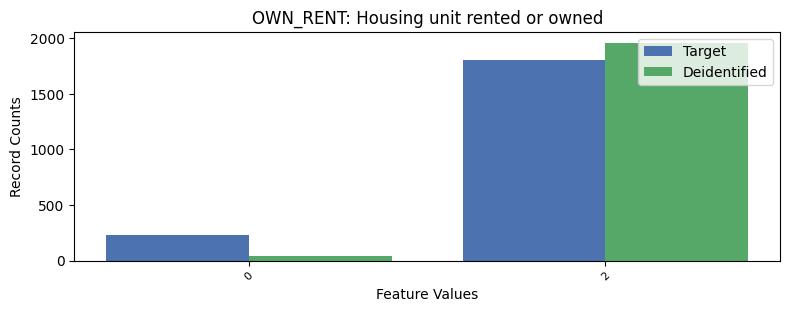 OWN_RENT: Housing unit rented or owned
2000
1500
1000
500
0
Record Counts
Target
Deidentified
0
2
Feature Values